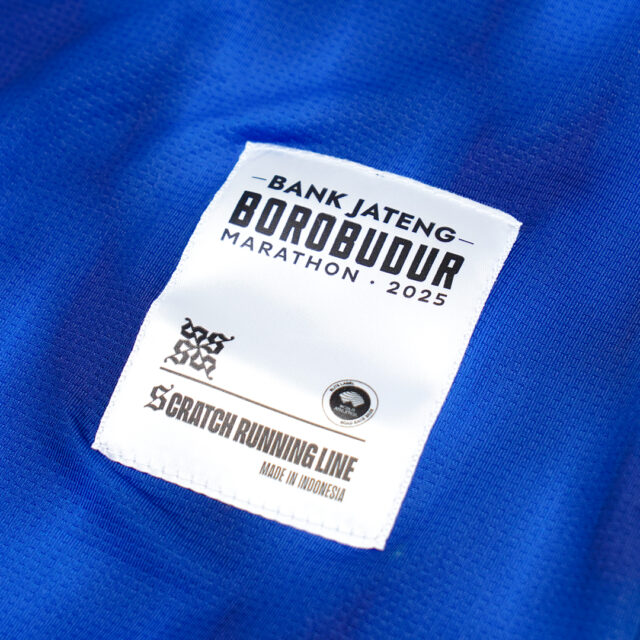 BANK JATENG
BOROBUDUR
MARATHON · 2025
SCRATCH RUNNING LINE
MADE IN INDONESIA